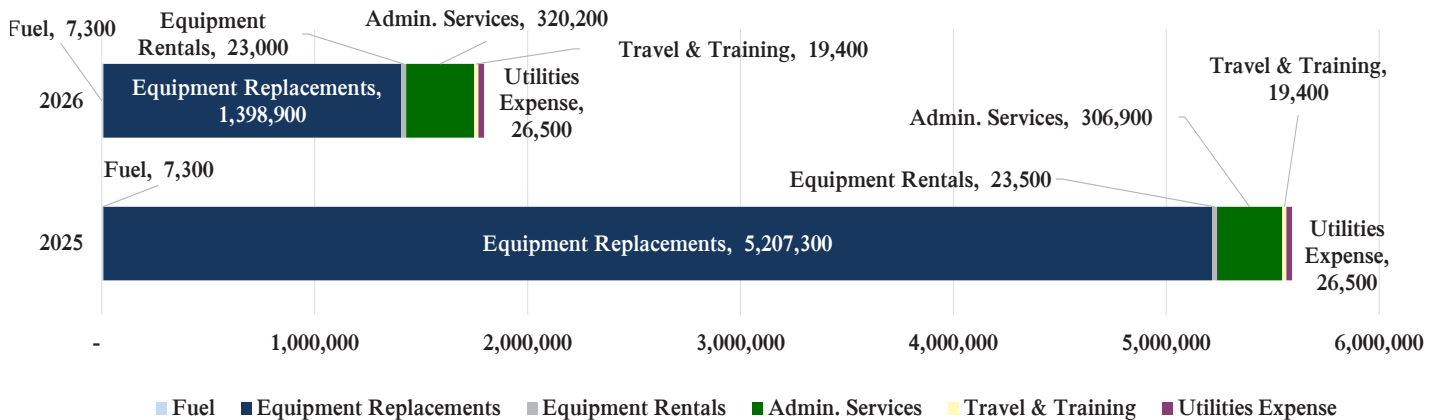 Fuel, 7,300
Equipment
Rentals, 23,000
Admin. Services, 320,200
Travel & Training, 19,400
2026
Equipment Replacements,
1,398,900
Utilities
Expense,
26,500
Travel & Training,
19,400
Admin. Services, 306,900
Fuel, 7,300
Equipment Rentals, 23,500
2025
Equipment Replacements, 5,207,300
Utilities
Expense,
26,500
- 1,000,000 2,000,000 3,000,000 4,000,000 5,000,000 6,000,000
Fuel Equipment Replacements Equipment Rentals Admin. Services Travel & Training Utilities Expense